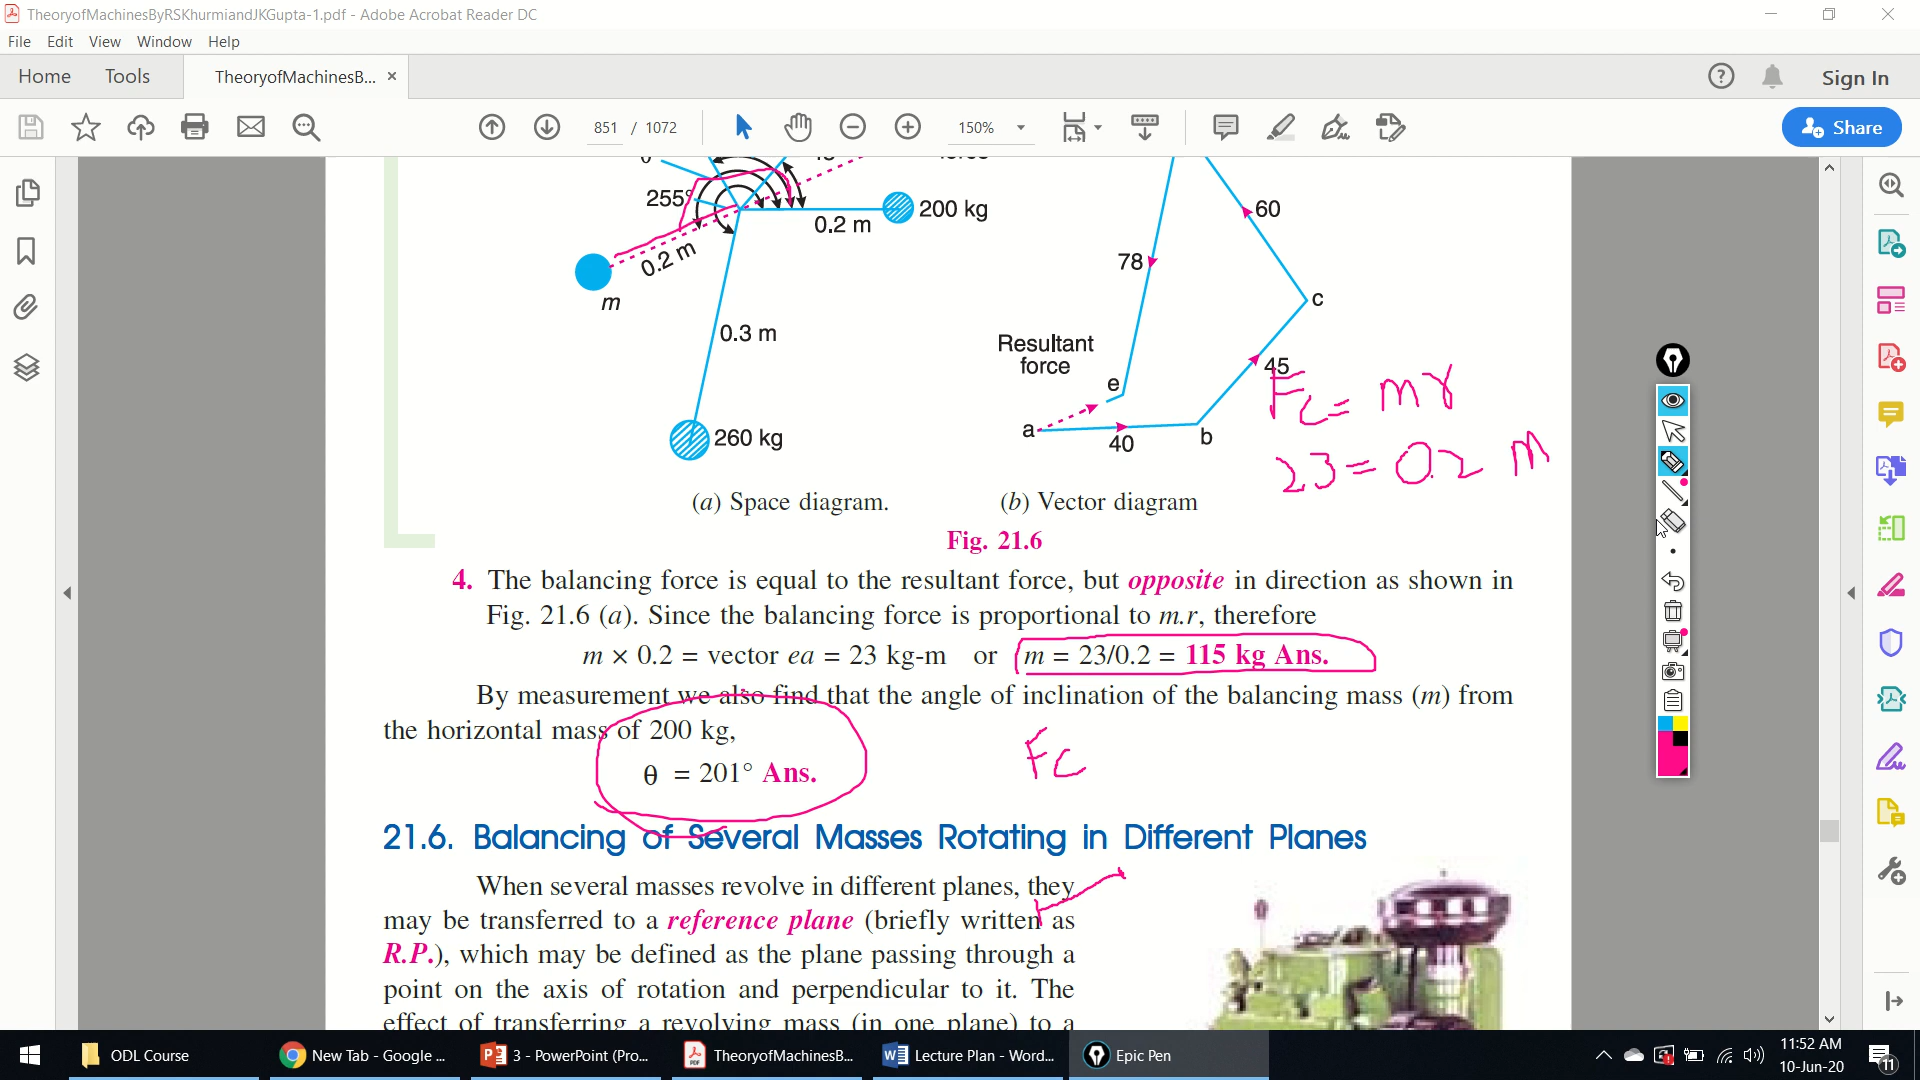 TheoryofMachinesByRSKhurmiandJKGupta-1.pdf - Adobe Acrobat Reader DC
File Edit View Window Help
Home Tools TheoryofMachinesB... × Sign In
851 / 1072 150% Share
255°
0.2 m
200 kg
0.2 m
m
0.3 m
260 kg
60
78
c
Resultant
force
e
45
a
40
b
Fc = mr
23 = 0.2 m
(a) Space diagram.
(b) Vector diagram
Fig. 21.6
4. The balancing force is equal to the resultant force, but opposite in direction as shown in
Fig. 21.6 (a). Since the balancing force is proportional to m.r, therefore
m × 0.2 = vector ea = 23 kg-m or m = 23/0.2 = 115 kg Ans.
By measurement we also find that the angle of inclination of the balancing mass (m) from
the horizontal mass of 200 kg,
θ = 201° Ans.
Fc
21.6. Balancing of Several Masses Rotating in Different Planes
When several masses revolve in different planes, they
may be transferred to a reference plane (briefly written as
R.P.), which may be defined as the plane passing through a
point on the axis of rotation and perpendicular to it. The
effect of transferring a revolving mass (in one plane) to a
ODL Course
New Tab - Google ...
3 - PowerPoint (Pro...
TheoryofMachinesB...
Lecture Plan - Word...
Epic Pen
11:52 AM
10-Jun-20
11